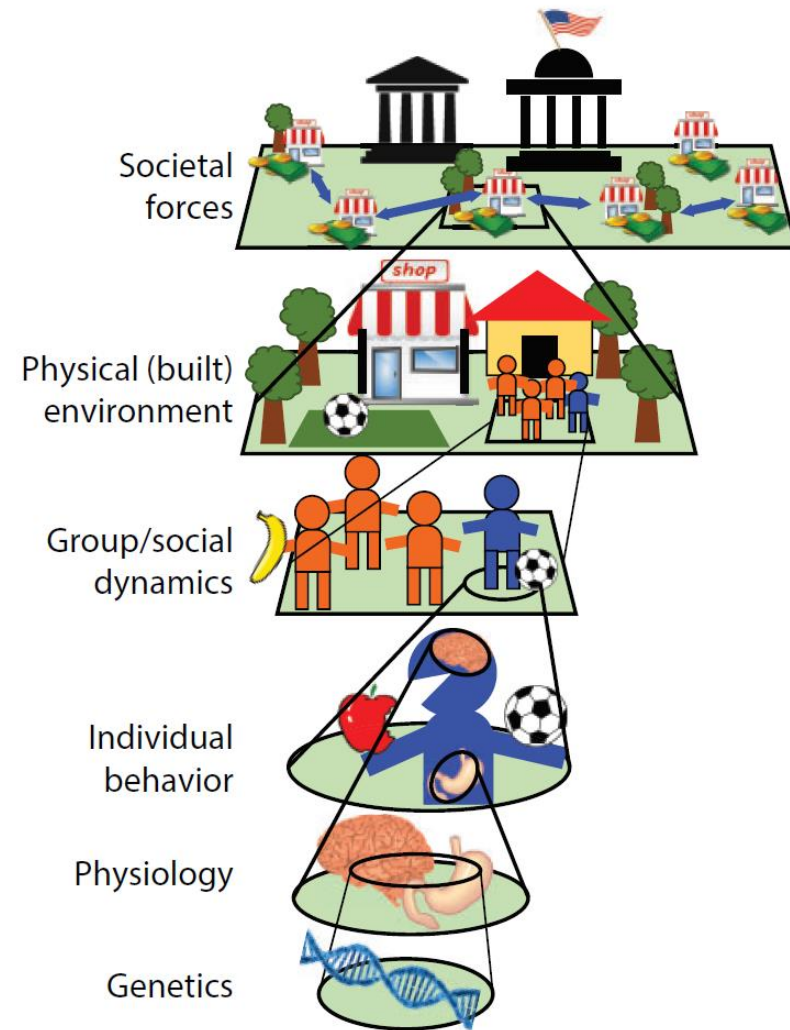 Societal
forces
shop
Physical (built)
environment
Group/social
dynamics
Individual
behavior
Physiology
Genetics